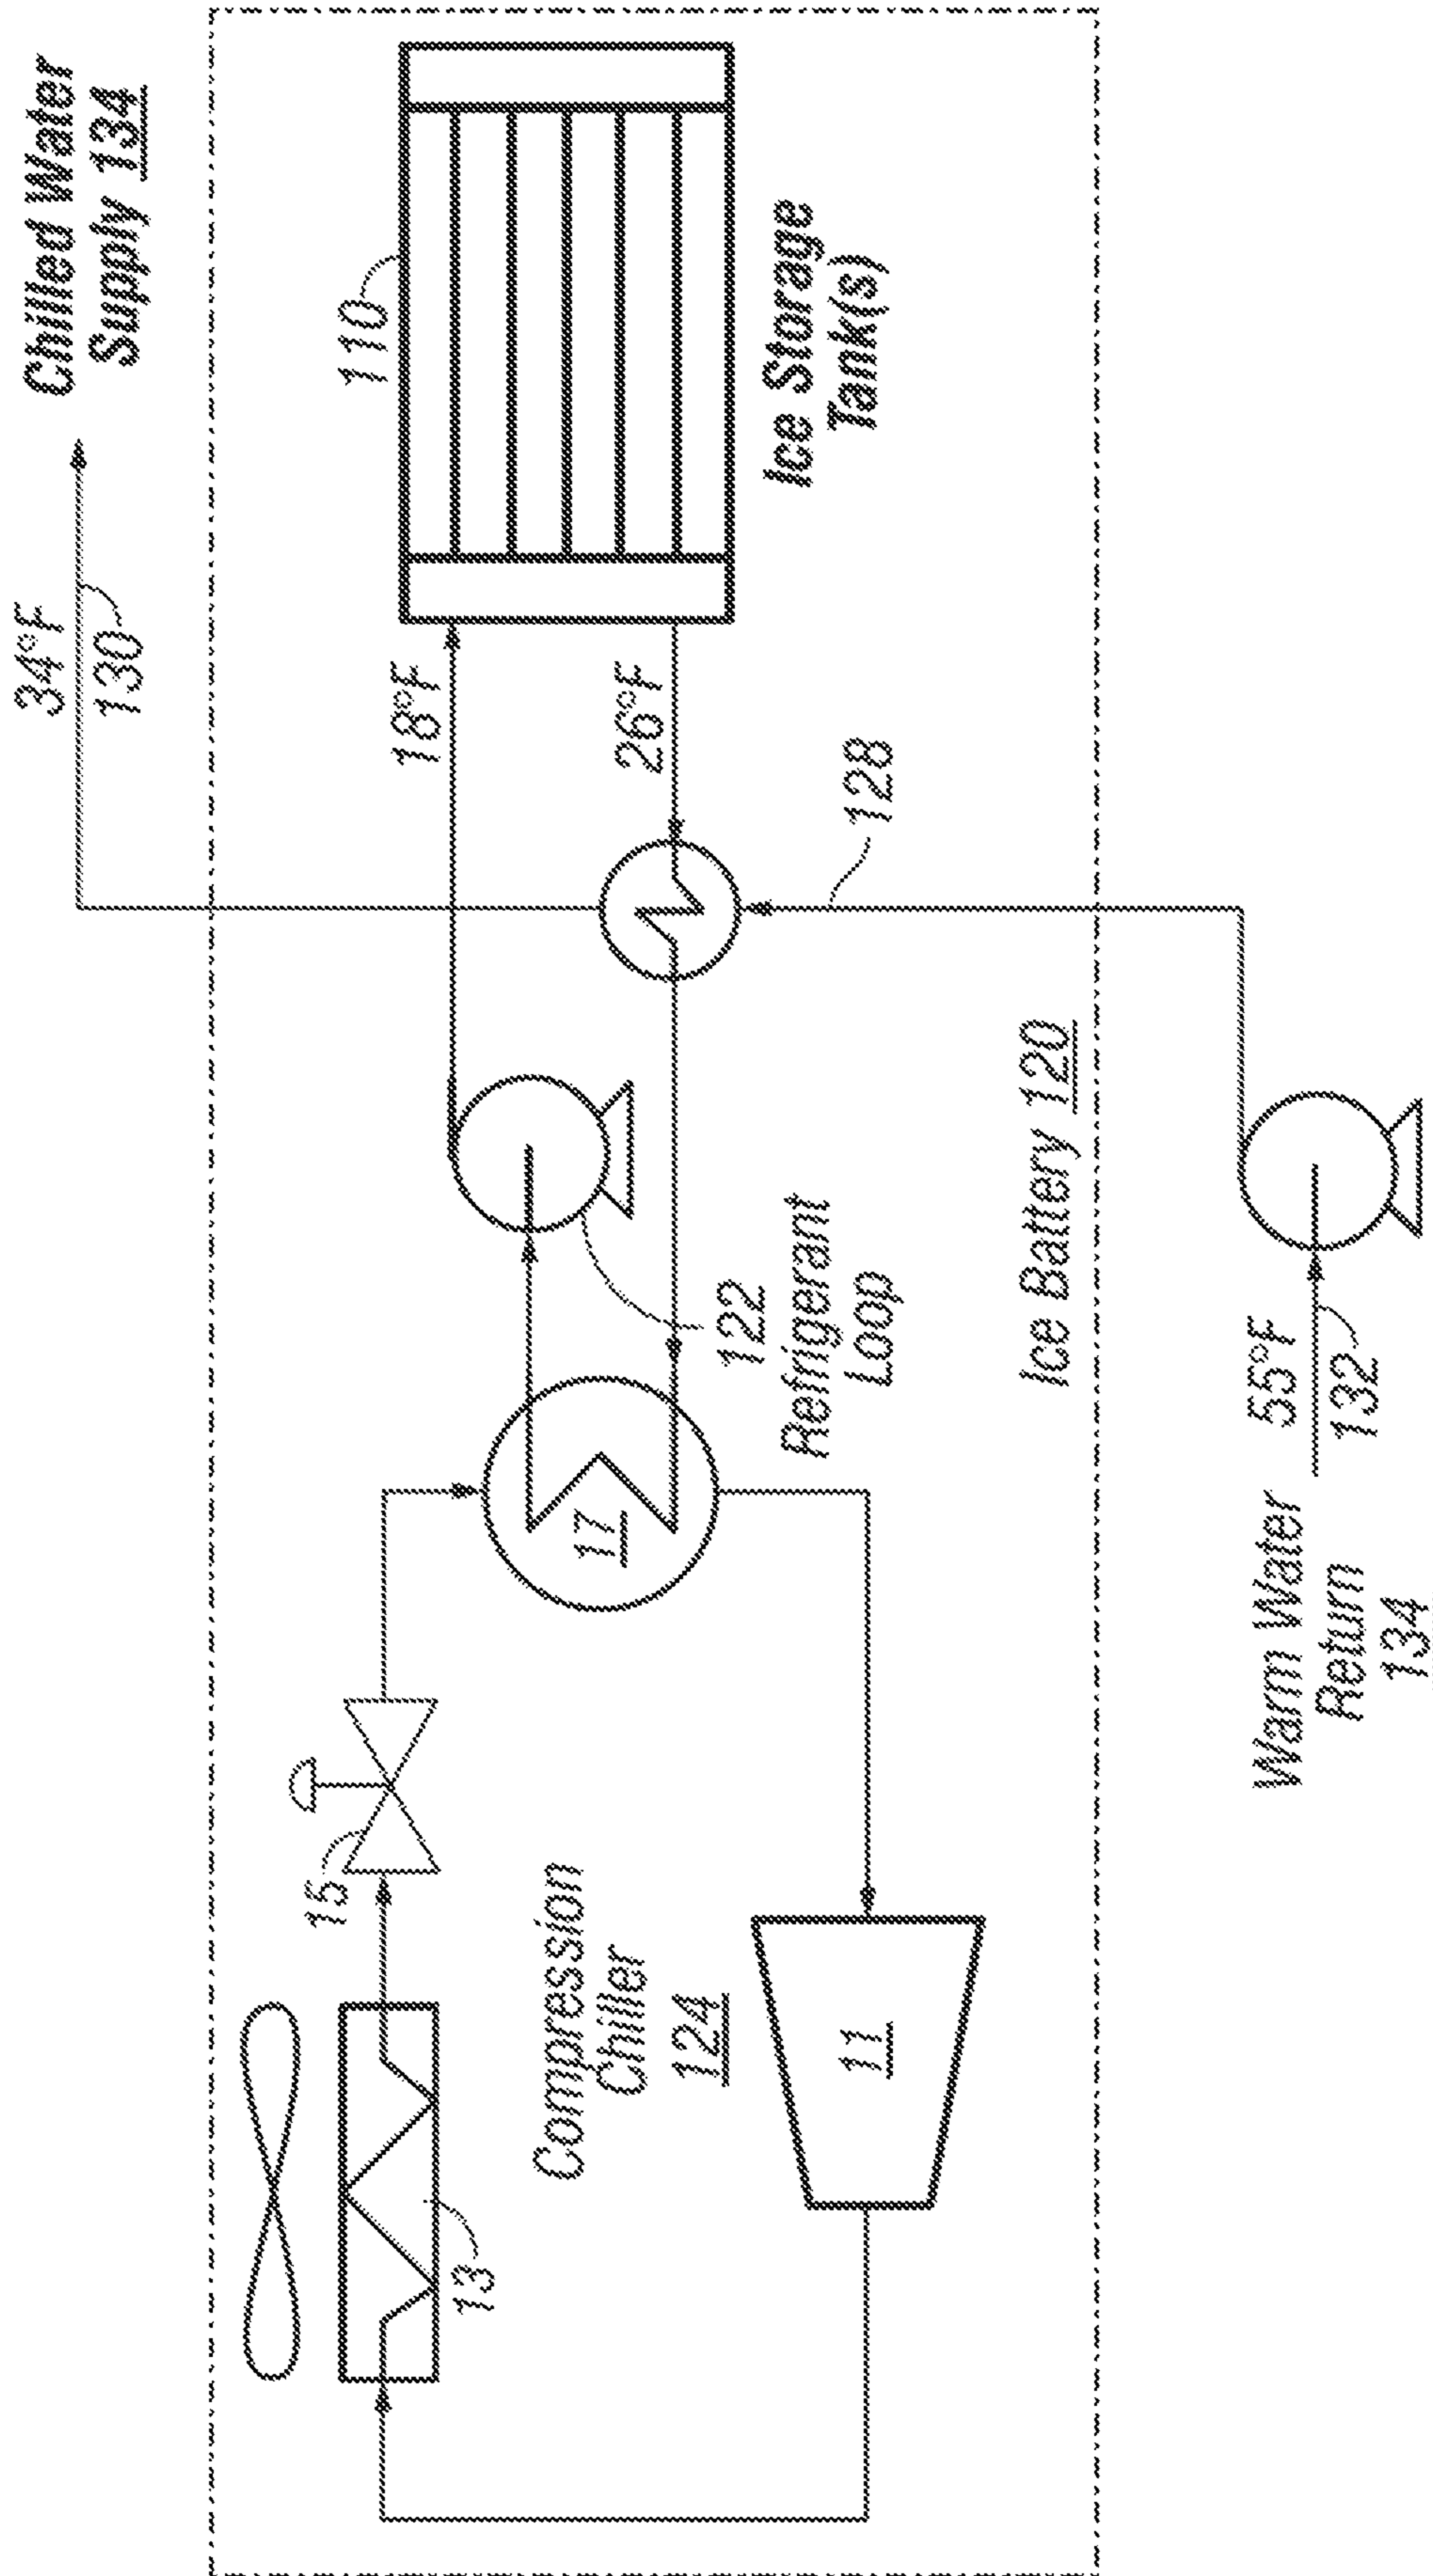 34°F
130
Chilled Water
Supply 134
15
13
Compression
Chiller
124
11
17
122
Refrigerant
Loop
18°F
26°F
110
Ice Storage
Tank(s)
128
Ice Battery 120
Warm Water
Return
134
55°F
132